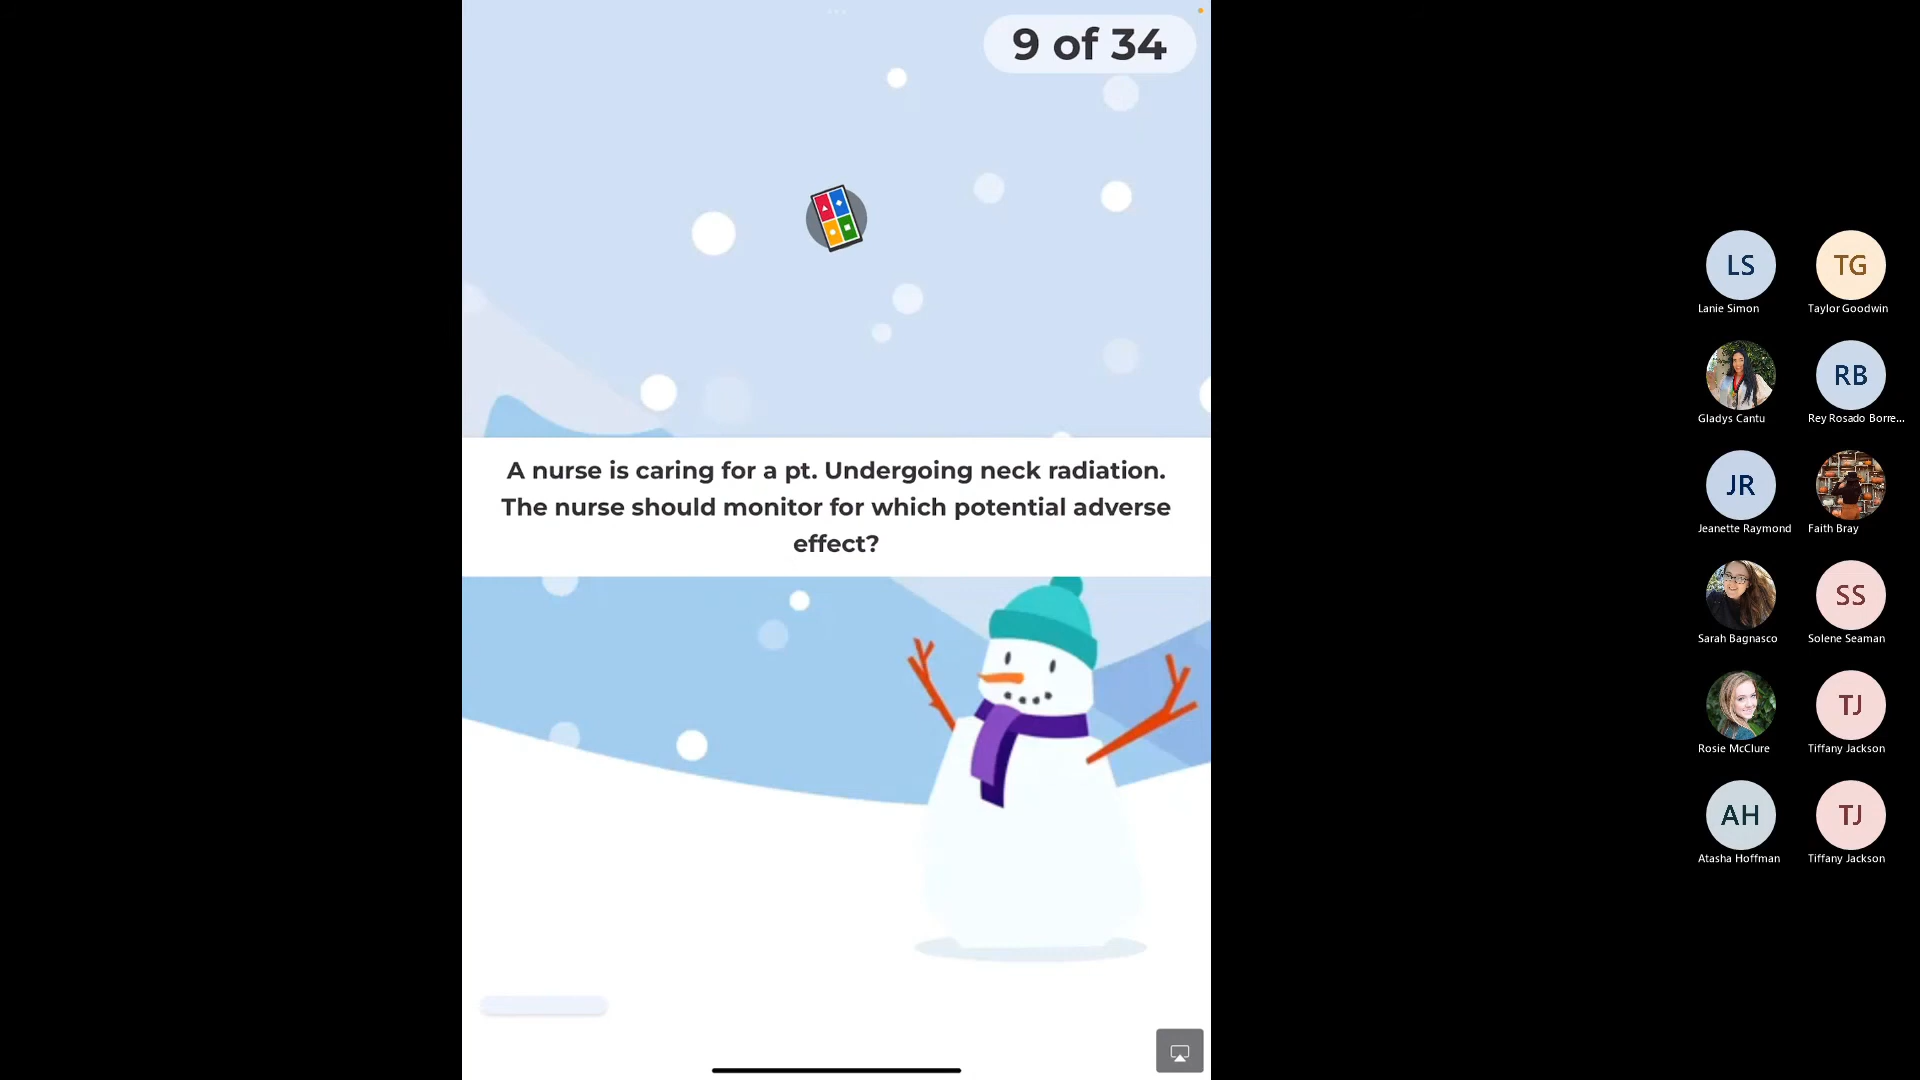 9 of 34
A nurse is caring for a pt. Undergoing neck radiation.
The nurse should monitor for which potential adverse
effect?
LS
TG
Lanie Simon
Taylor Goodwin
RB
Gladys Cantu
Rey Rosado Borre...
JR
Jeanette Raymond
Faith Bray
SS
Sarah Bagnasco
Solene Seaman
TJ
Rosie McClure
Tiffany Jackson
AH
TJ
Atasha Hoffman
Tiffany Jackson